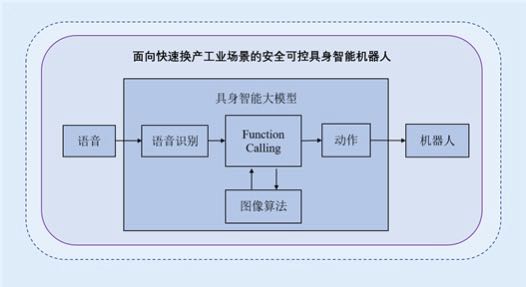 面向快速换产工业场景的安全可控具身智能机器人
具身智能大模型
语音
语音识别
Function
Calling
动作
机器人
图像算法